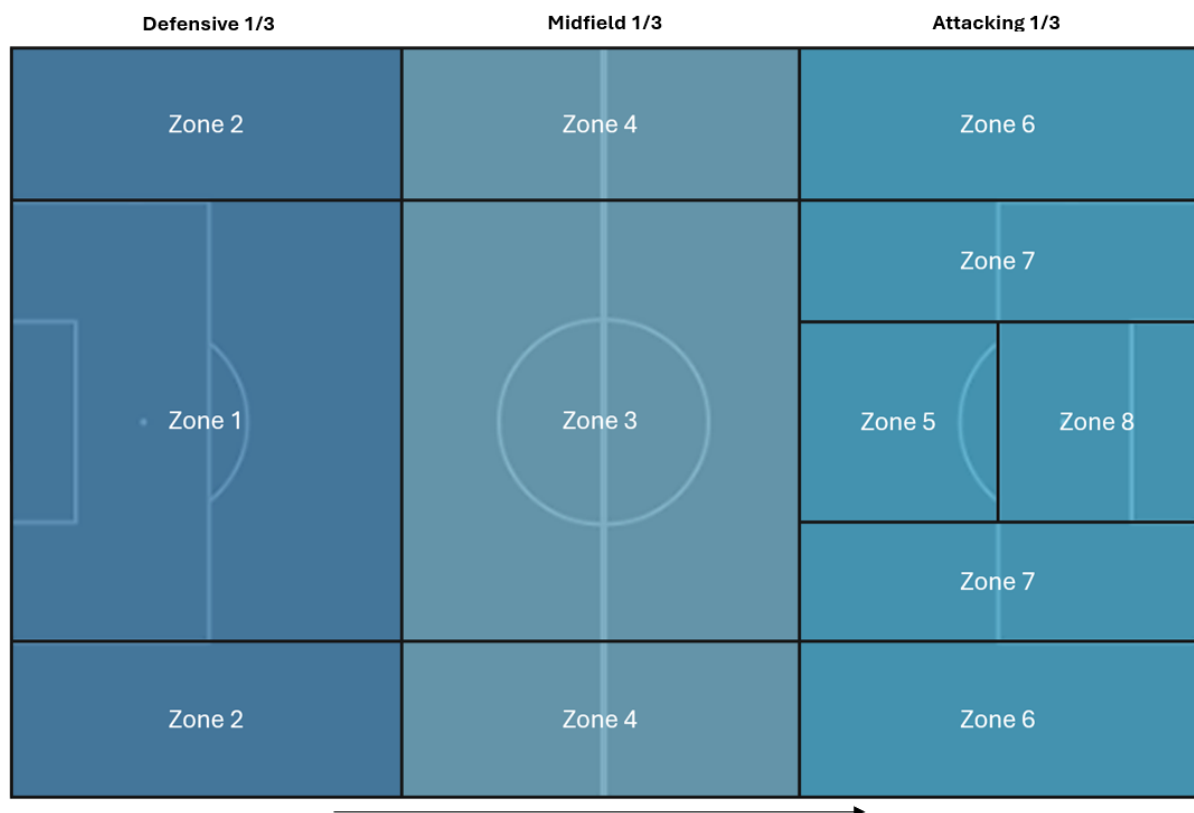 Defensive 1/3
Midfield 1/3
Attacking 1/3
Zone 2
Zone 4
Zone 6
Zone 7
Zone 1
Zone 3
Zone 5
Zone 8
Zone 7
Zone 2
Zone 4
Zone 6